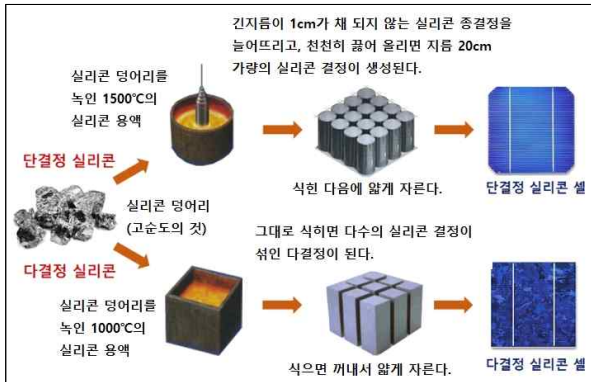 긴지름이 1cm가 채 되지 않는 실리콘 종결정을
늘어뜨리고, 천천히 끓어 올리면 지름 20cm
가량의 실리콘 결정이 생성된다.
실리콘 덩어리를
녹인 1500℃의
실리콘 용액
단결정 실리콘
식힌 다음에 얇게 자른다.
단결정 실리콘 셀
실리콘 덩어리
(고순도의 것)
그대로 식히면 다수의 실리콘 결정이
섞인 다결정이 된다.
다결정 실리콘
실리콘 덩어리를
녹인 1000℃의
실리콘 용액
식으면 꺼내서 얇게 자른다.
다결정 실리콘 셀